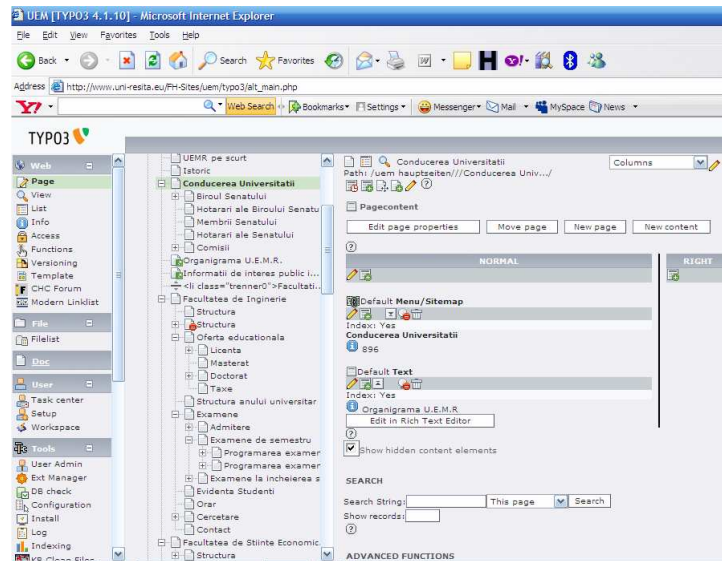 UEM [TYPO3 4.1.10] - Microsoft Internet Explorer
File Edit View Favorites Tools Help
Back Search Favorites
Address http://www.uni-resita.eu/FH-Sites/uem/typo3/alt_main.php
Y! Web Search Bookmarks Settings Messenger Mail MySpace News
TYPO3
Web
Page
View
List
Info
Access
Functions
Versioning
Template
CHC Forum
Modern Linklist
File
Filelist
Doc
User
Task center
Setup
Workspace
Tools
User Admin
Ext Manager
DB check
Configuration
Install
Log
Indexing
KB Clean Files
UEMR pe scurt
Istoric
Conducerea Universitatii
Biroul Senatului
Hotarari ale Biroului Senatu
Membrii Senatului
Hotarari ale Senatului
Comisii
Organigrama U.E.M.R.
Informatii de interes public i...
<li class="trenner0">Facultati...
Facultatea de Inginerie
Structura
Structura
Oferta educationala
Licenta
Masterat
Doctorat
Taxe
Structura anului universitar
Examene
Admitere
Examene de semestru
Programarea examer
Programarea examer
Examene la incheierea s
Evidenta Studenti
Orar
Cercetare
Contact
Facultatea de Stiinte Economic.
Structura
Conducerea Universitatii
Columns
Path: /uem hauptseiten///Conducerea Univ.../
Pagecontent
Edit page properties Move page New page New content
NORMAL RIGHT
Default Menu/Sitemap
Index: Yes
Conducerea Universitatii
896
Default Text
Index: Yes
Organigrama U.E.M.R
Edit in Rich Text Editor
Show hidden content elements
SEARCH
Search String: This page Search
Show records:
ADVANCED FUNCTIONS